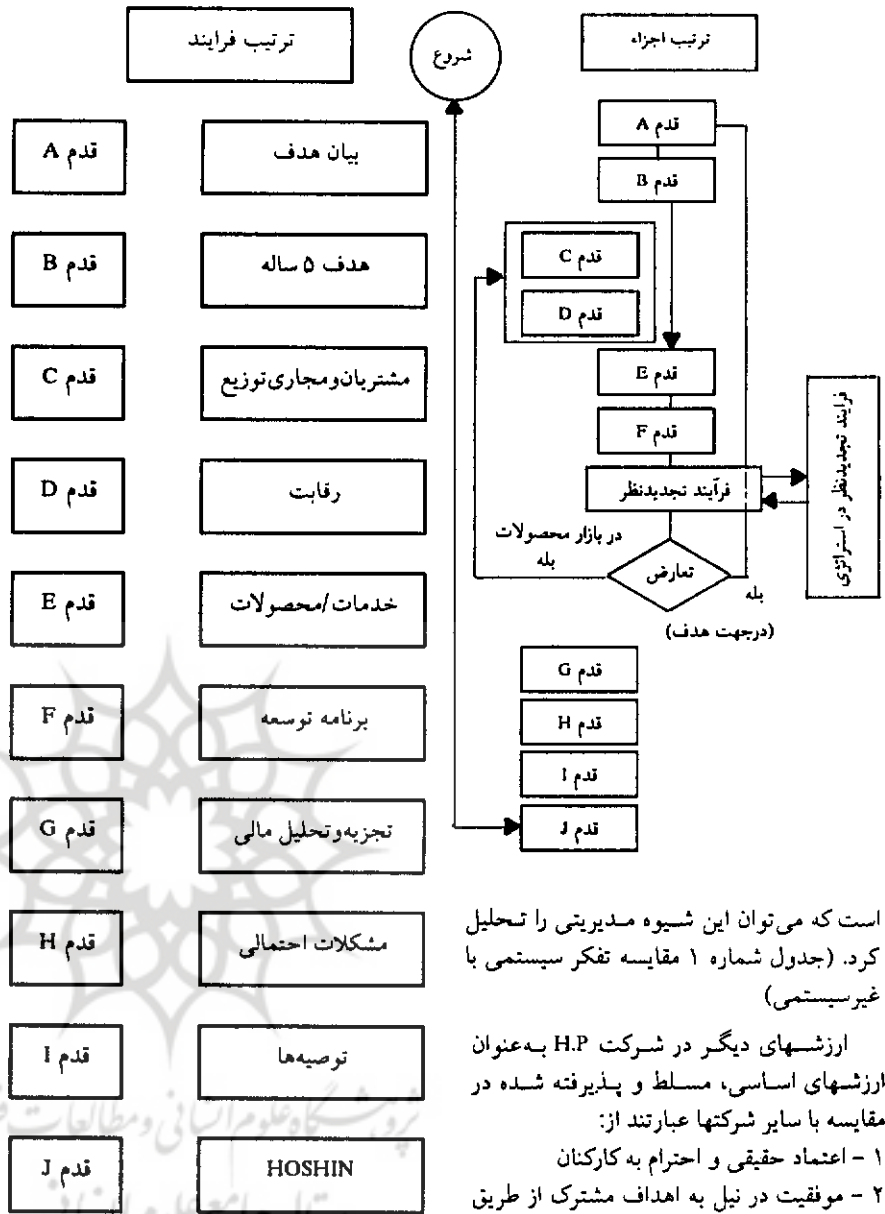 ترتیب اجزاء
شروع
ترتیب فرایند
قدم A
قدم B
قدم C
قدم D
قدم E
قدم F
فرآیند تجدیدنظر
فرایند تجدیدنظر در استراتژی
در بازار محصولات
بله
تعارض
بله
(درجهت هدف)
قدم G
قدم H
قدم I
قدم J
بیان هدف
قدم A
هدف ۵ ساله
قدم B
مشتریان‌ومجاری‌توزیع
قدم C
رقابت
قدم D
خدمات/محصولات
قدم E
برنامه توسعه
قدم F
تجزیه‌وتحلیل مالی
قدم G
مشکلات احتمالی
قدم H
توصیه‌ها
قدم I
HOSHIN
قدم J
است که می‌توان این شیوه مدیریتی را تحلیل
کرد. (جدول شماره ۱ مقایسه تفکر سیستمی با
غیرسیستمی)
ارزشهای دیگر در شرکت H.P به‌عنوان
ارزشهای اساسی، مسلط و پذیرفته شده در
مقایسه با سایر شرکتها عبارتند از:
۱ - اعتماد حقیقی و احترام به کارکنان
۲ - موفقیت در نیل به اهداف مشترک از طریق
پژوهشگاه علوم انسانی و مطالعات